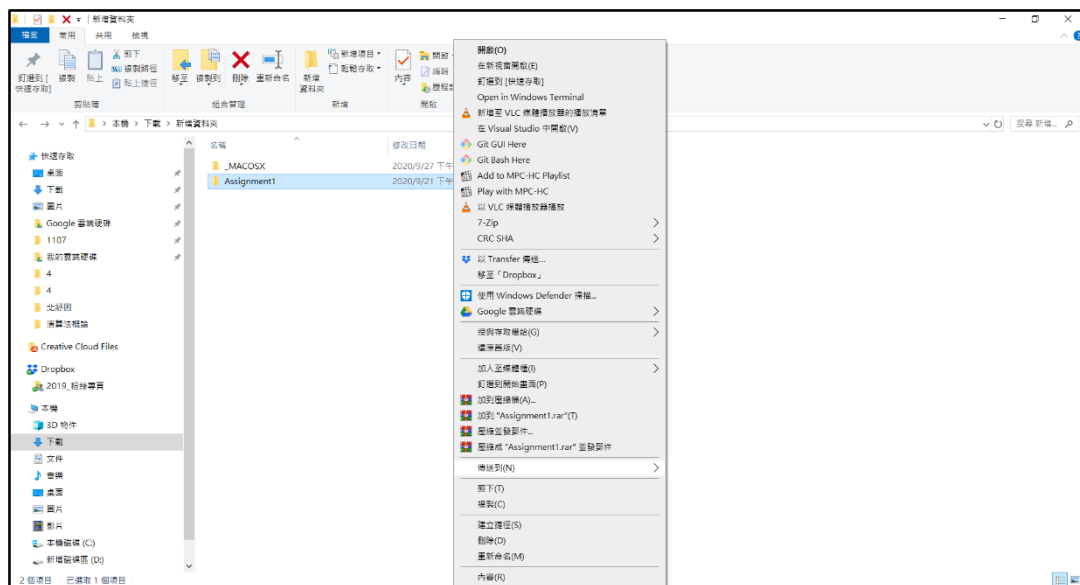 新增資料夾
檔案 常用 共用 檢視
釘選到 [快速存取]
複製
貼上
剪下
複製路徑
貼上捷徑
剪貼簿
移至
複製到
刪除
重新命名
組合管理
新增資料夾
新增項目
輕鬆存取
新增
內容
開啟
編輯
開啟
本機 > 下載 > 新增資料夾
搜尋 新增...
快速存取
桌面
下載
圖片
Google 雲端硬碟
1107
我的雲端硬碟
4
4
演算法概論
Creative Cloud Files
Dropbox
2019_粉絲專頁
本機
3D 物件
下載
文件
音樂
桌面
圖片
影片
本機磁碟 (C:)
新增磁碟區 (D:)
2 個項目 已選取 1 個項目
名稱 修改日期
_MACOSX 2020/9/27 下午
Assignment1 2020/9/21 下午
開啟(O)
在新視窗開啟(E)
釘選到 [快速存取]
Open in Windows Terminal
新增至 VLC 媒體播放器的播放清單
在 Visual Studio 中開啟(V)
Git GUI Here
Git Bash Here
Add to MPC-HC Playlist
Play with MPC-HC
以 VLC 媒體播放器播放
7-Zip
CRC SHA
以 Transfer 傳送...
移至「Dropbox」
使用 Windows Defender 掃描...
Google 雲端硬碟
授與存取權給(G)
還原舊版(V)
加入至媒體櫃(I)
釘選到開始畫面(P)
加到壓縮檔(A)...
加到 "Assignment1.rar"(T)
壓縮並發郵件...
壓縮成 "Assignment1.rar" 並發郵件
傳送到(N)
剪下(T)
複製(C)
建立捷徑(S)
刪除(D)
重新命名(M)
內容(R)